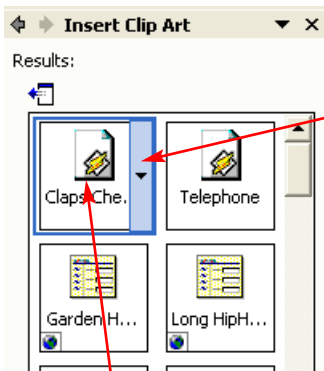 Insert Clip Art
Results:
Claps Che.
Telephone
Garden H...
Long HipH...